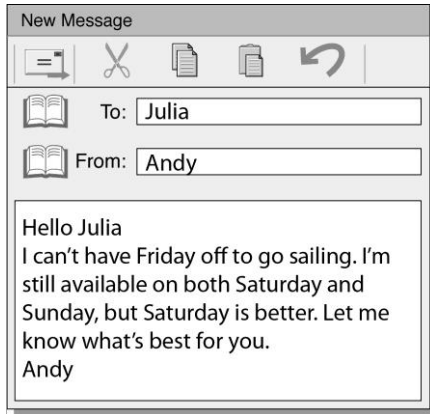 New Message
To: Julia
From: Andy
Hello Julia
I can't have Friday off to go sailing. I'm
still available on both Saturday and
Sunday, but Saturday is better. Let me
know what's best for you.
Andy